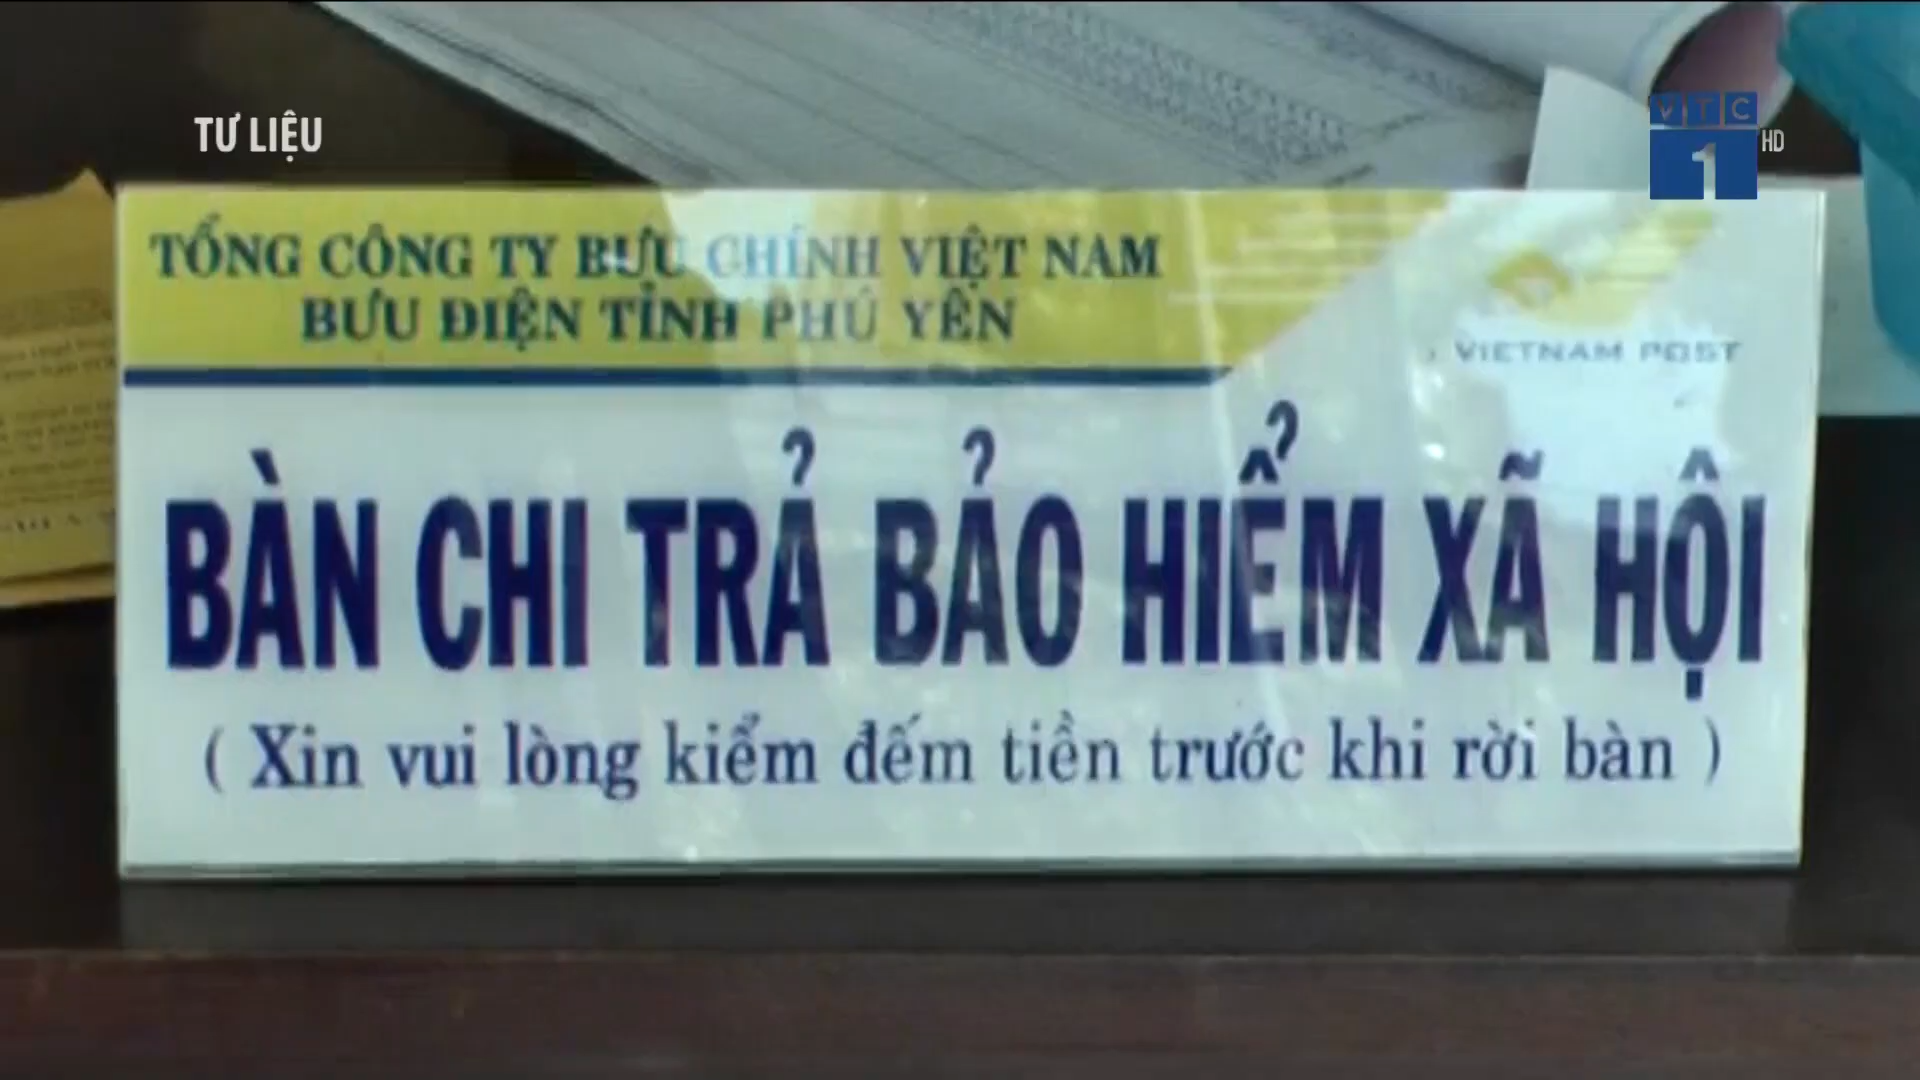 TƯ LIỆU
VTC
1 HD
TỔNG CÔNG TY BƯU CHÍNH VIỆT NAM
BƯU ĐIỆN TỈNH PHÚ YÊN
VIETNAM POST
BÀN CHI TRẢ BẢO HIỂM XÃ HỘI
( Xin vui lòng kiểm đếm tiền trước khi rời bàn )